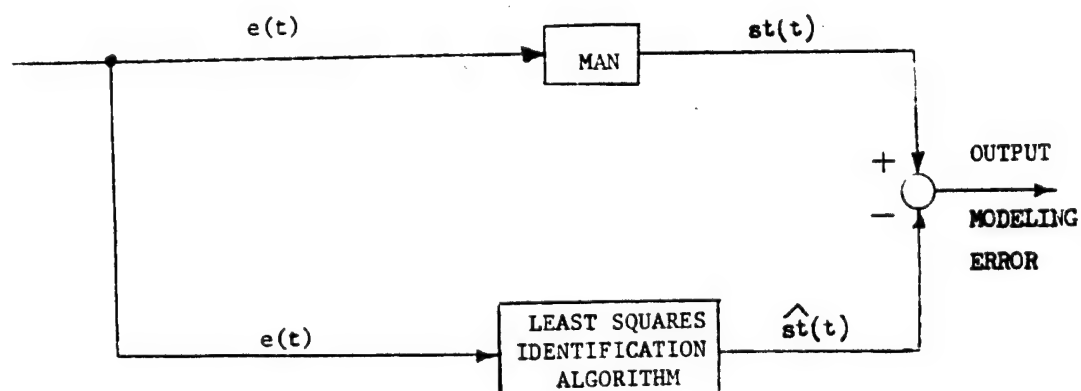 e(t)
st(t)
MAN
+
OUTPUT
−
MODELING
ERROR
e(t)
LEAST SQUARES
IDENTIFICATION
ALGORITHM
ŝt(t)